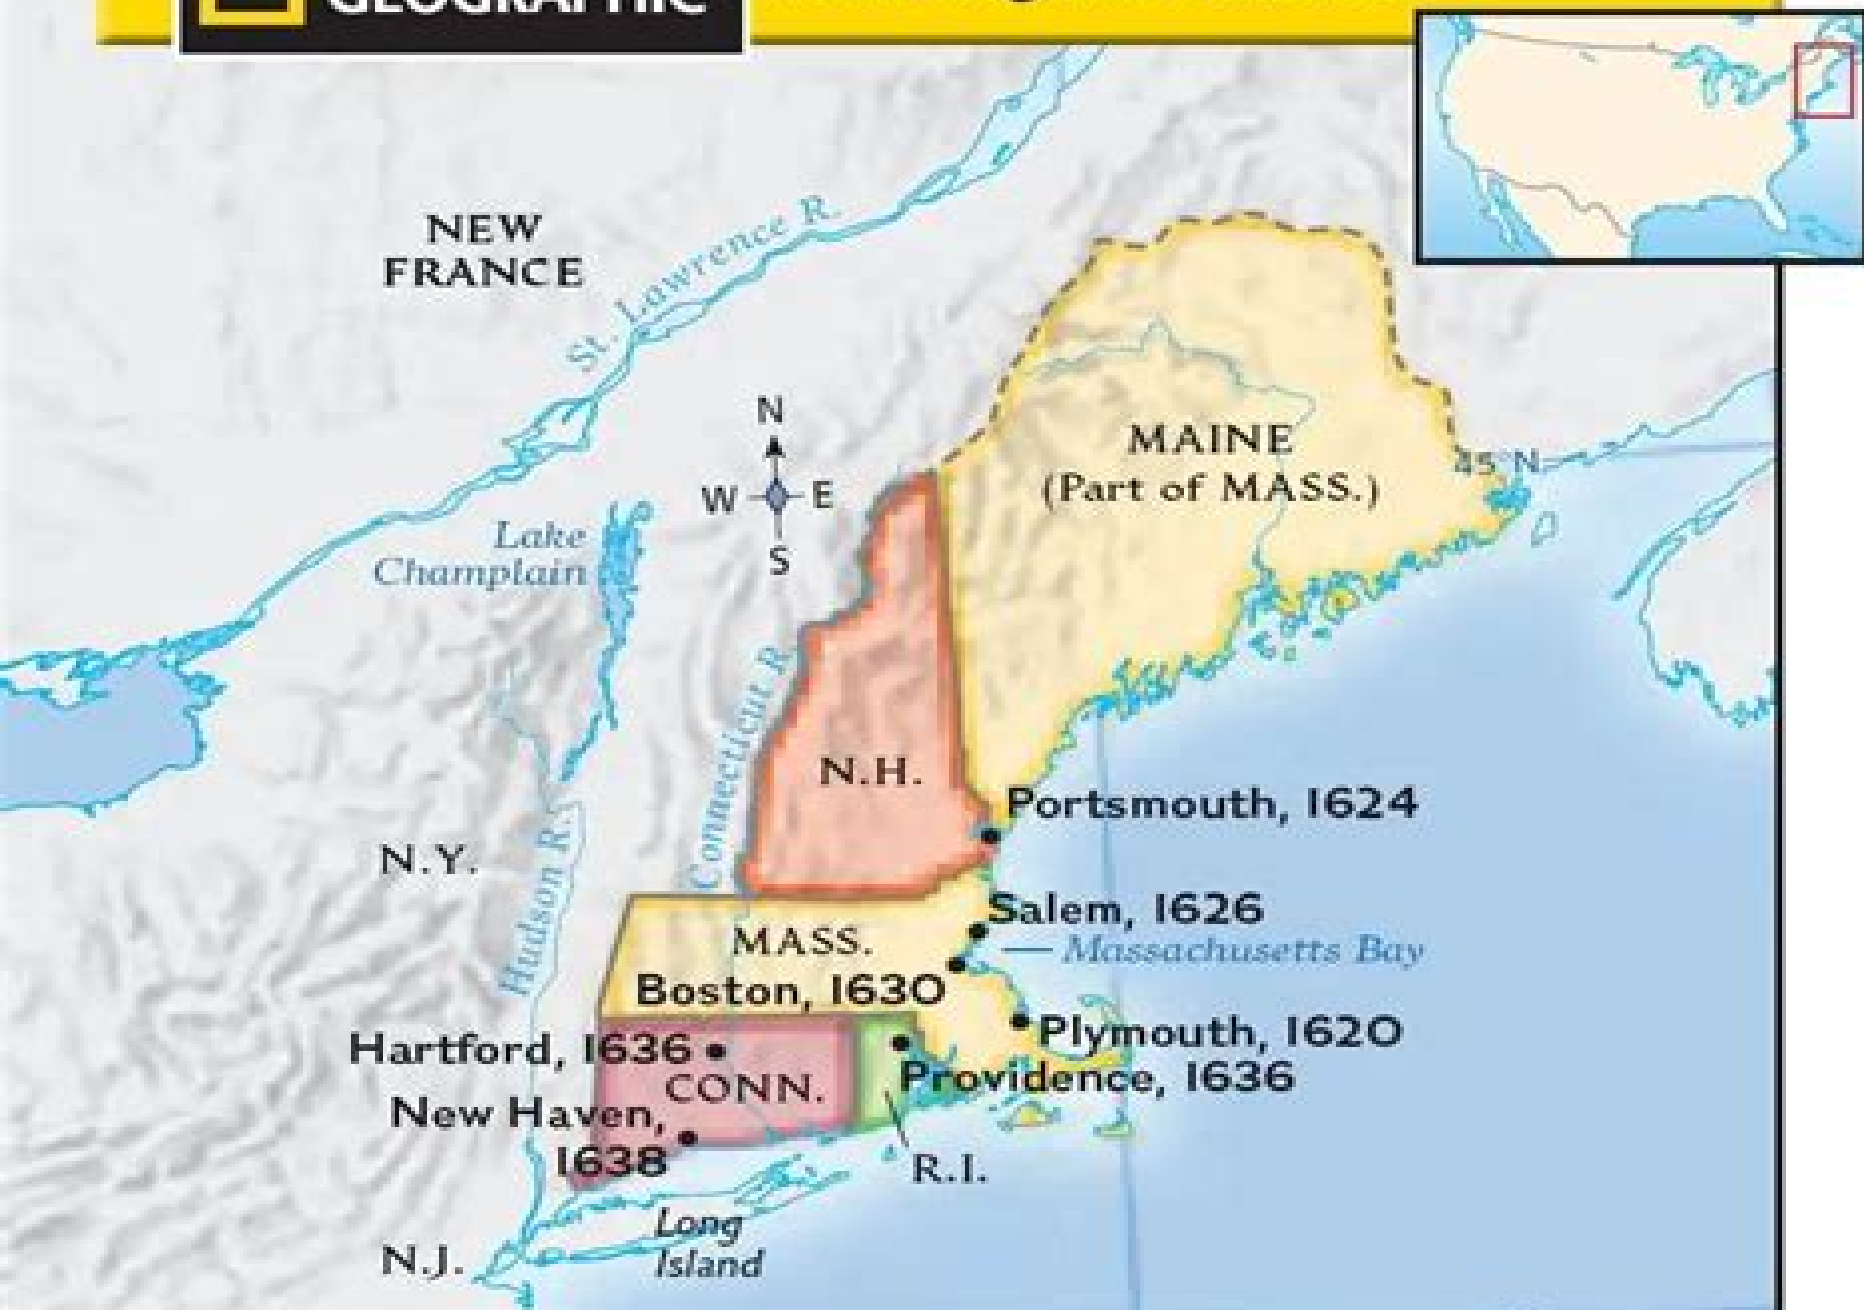 GEOGRAPHIC
NEW
FRANCE
St. Lawrence R.
N
W
E
S
MAINE
(Part of MASS.)
45°N
Lake
Champlain
Connecticut R.
N.H.
Portsmouth, 1624
N.Y.
Hudson R.
Salem, 1626
MASS.
Massachusetts Bay
Boston, 1630
Plymouth, 1620
Hartford, 1636
CONN.
Providence, 1636
New Haven,
1638
R.I.
Long
Island
N.J.